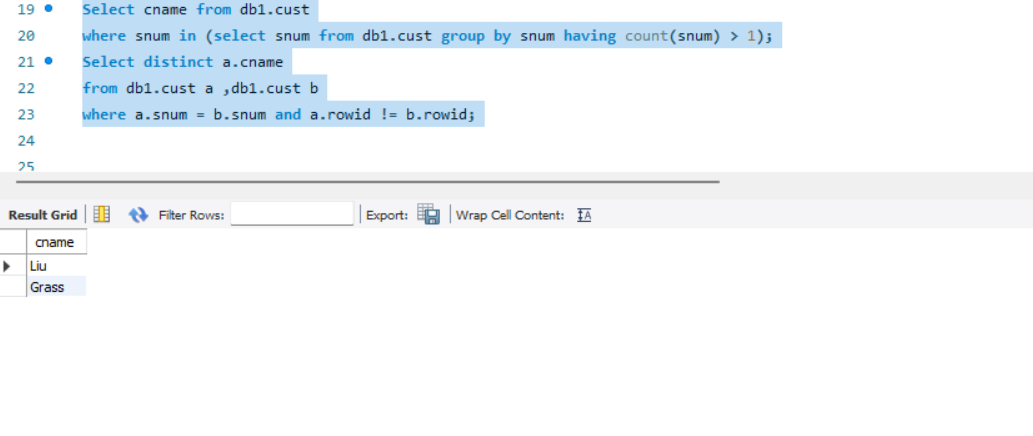 19 Select cname from db1.cust
20 where snum in (select snum from db1.cust group by snum having count(snum) > 1);
21 Select distinct a.cname
22 from db1.cust a ,db1.cust b
23 where a.snum = b.snum and a.rowid != b.rowid;
24
25
Result Grid Filter Rows: Export: Wrap Cell Content: IA
cname
Liu
Grass